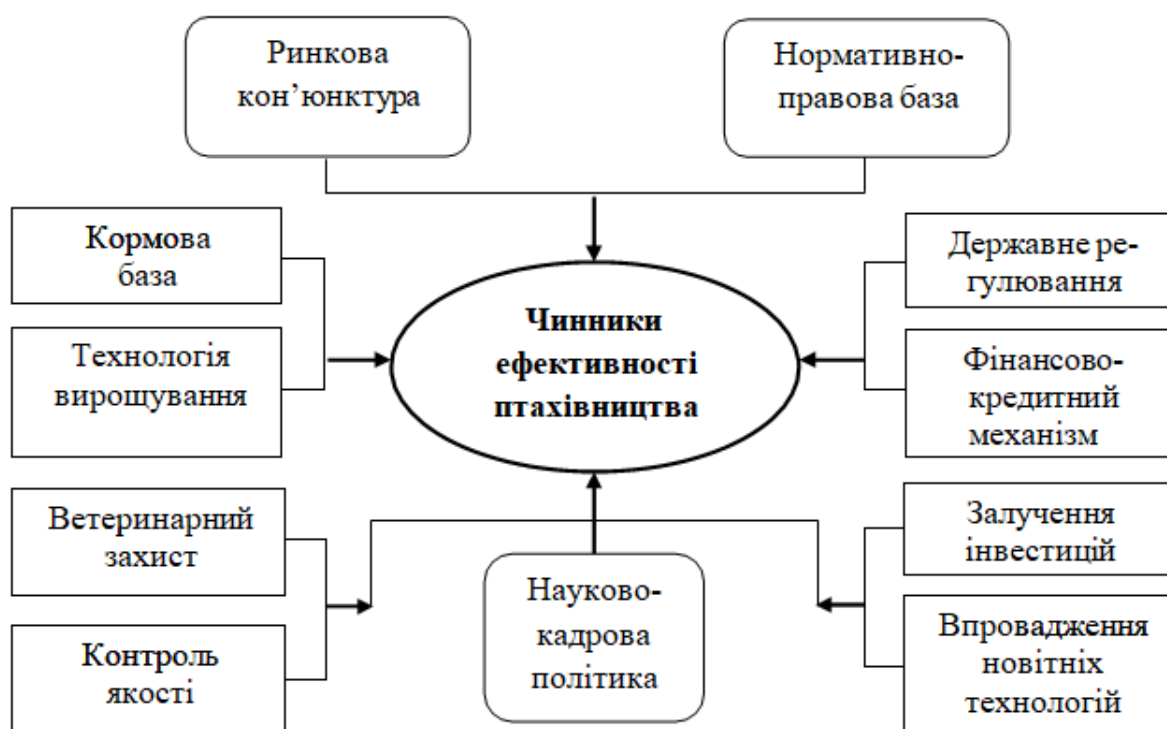 Ринкова
кон’юнктура
Нормативно-
правова база
Кормова
база
Державне ре-
гулювання
Чинники
ефективності
птахівництва
Технологія
вирощування
Фінансово-
кредитний
механізм
Ветеринарний
захист
Залучення
інвестицій
Науково-
кадрова
політика
Контроль
якості
Впровадження
новітніх
технологій